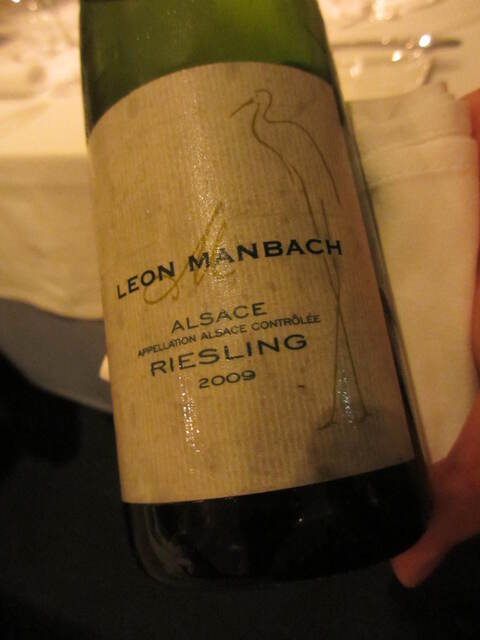 LEON MANBACH
ALSACE
APPELLATION ALSACE CONTRÔLÉE
RIESLING
2009